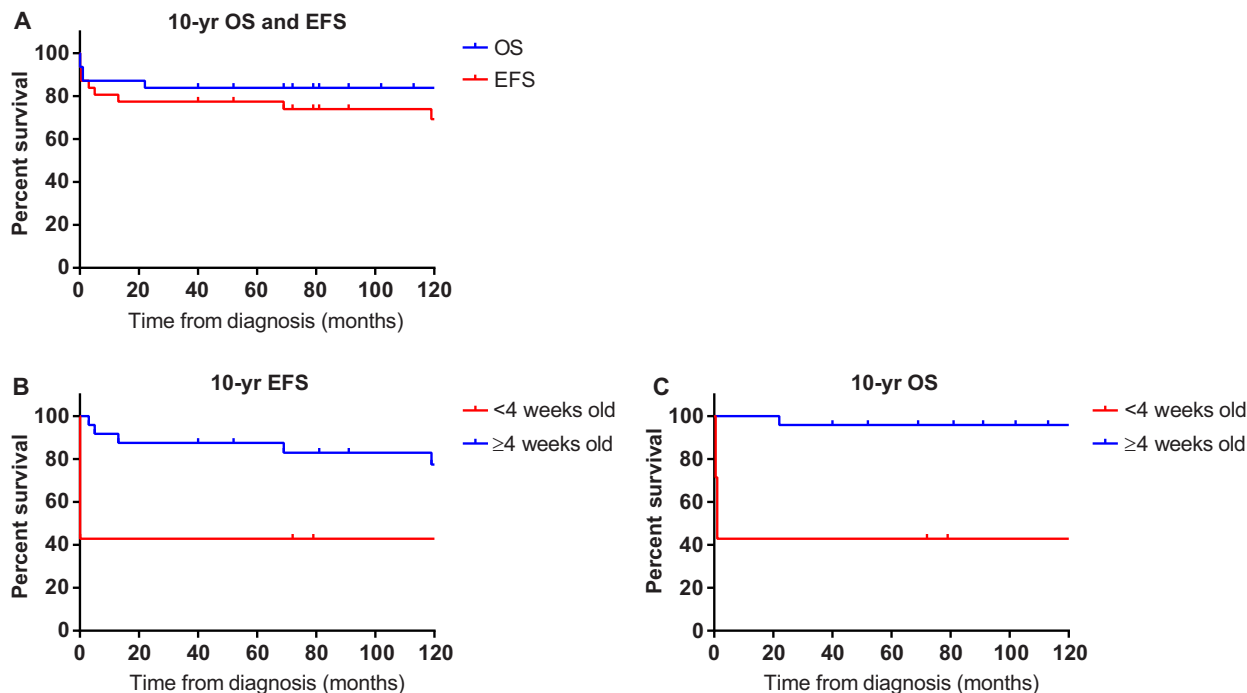 A
10-yr OS and EFS
OS
EFS
Percent survival
100
80
60
40
20
0
0 20 40 60 80 100 120
Time from diagnosis (months)
B
10-yr EFS
<4 weeks old
≥4 weeks old
Percent survival
100
80
60
40
20
0
0 20 40 60 80 100 120
Time from diagnosis (months)
C
10-yr OS
<4 weeks old
≥4 weeks old
Percent survival
100
80
60
40
20
0
0 20 40 60 80 100 120
Time from diagnosis (months)